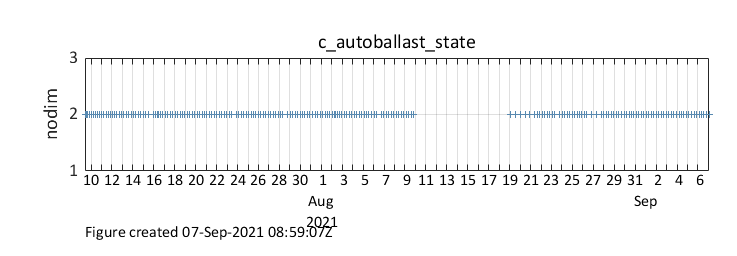 c_autoballast_state
3
nodim
2
1
10 12 14 16 18 20 22 24 26 28 30 1 3 5 7 9 11 13 15 17 19 21 23 25 27 29 31 2 4 6
Aug Sep
2021
Figure created 07-Sep-2021 08:59:07Z